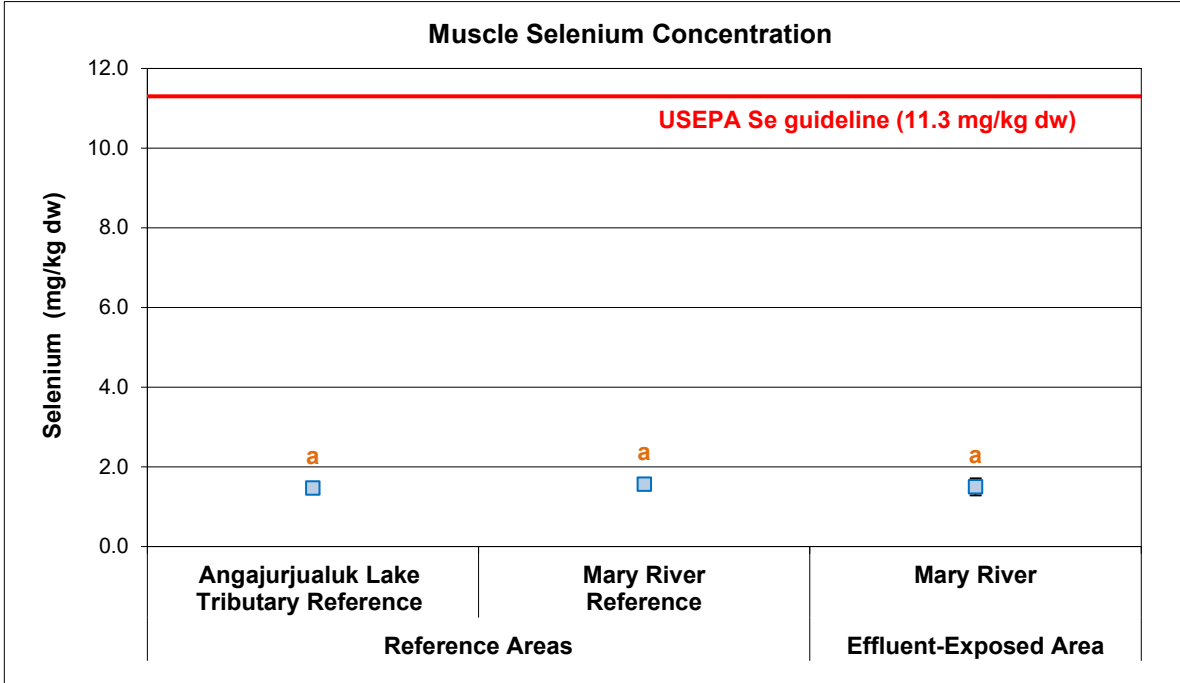 Muscle Selenium Concentration
12.0
USEPA Se guideline (11.3 mg/kg dw)
10.0
8.0
6.0
4.0
2.0
0.0
Selenium (mg/kg dw)
a
a
a
Angajurjualuk Lake
Tributary Reference
Mary River
Reference
Mary River
Reference Areas
Effluent-Exposed Area